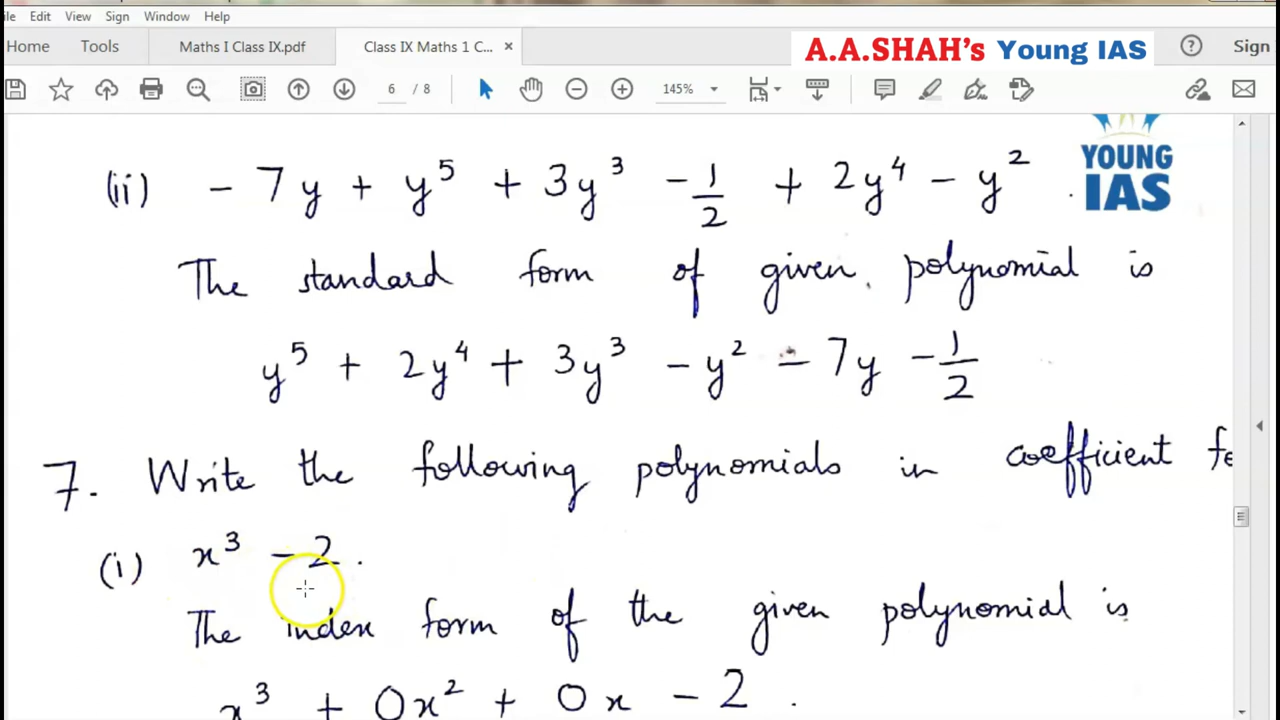 ile Edit View Sign Window Help
Home Tools Maths I Class IX.pdf Class IX Maths 1 C... × A.A.SHAH's Young IAS ? Sign
6 / 8 145%
YOUNG IAS
(ii) - 7y + y⁵ + 3y³ - 1/2 + 2y⁴ - y² .
The standard form of given polynomial is
y⁵ + 2y⁴ + 3y³ - y² - 7y - 1/2
7. Write the following polynomials in coefficient fo
(i) x³ - 2 .
The index form of the given polynomial is
x³ + 0x² + 0x - 2 .